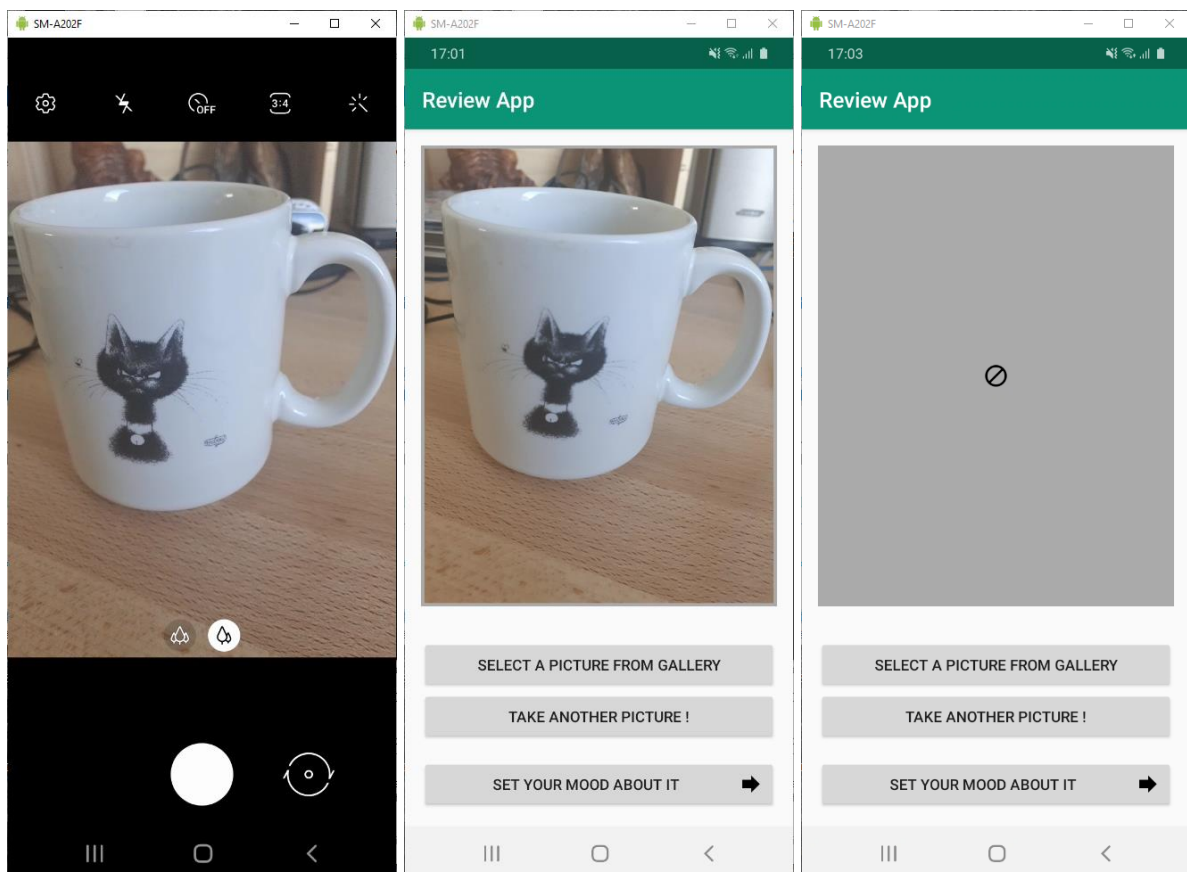 SM-A202F
OFF
3:4
SM-A202F
17:01
Review App
SELECT A PICTURE FROM GALLERY
TAKE ANOTHER PICTURE !
SET YOUR MOOD ABOUT IT
SM-A202F
17:03
Review App
SELECT A PICTURE FROM GALLERY
TAKE ANOTHER PICTURE !
SET YOUR MOOD ABOUT IT